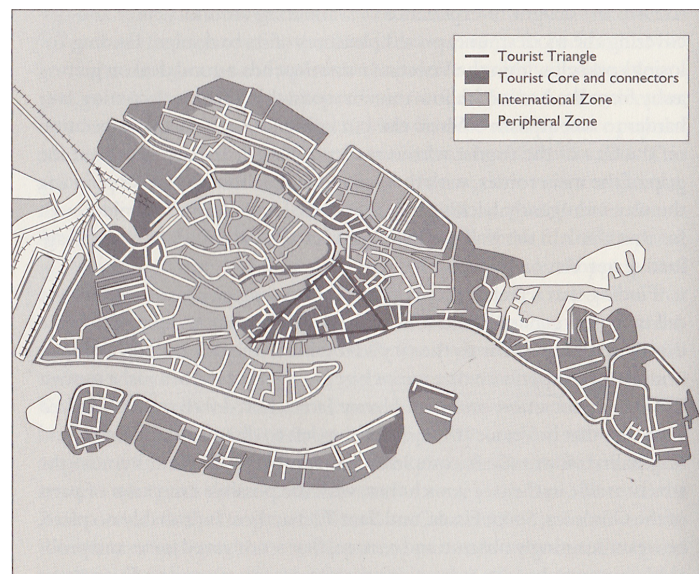 Tourist Triangle
Tourist Core and connectors
International Zone
Peripheral Zone